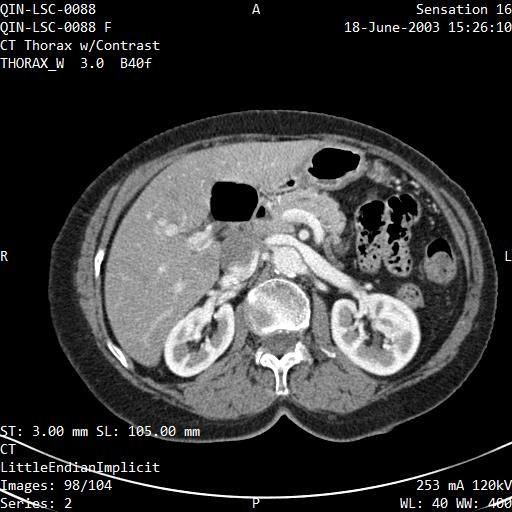 QIN-LSC-0088
A
Sensation 16
QIN-LSC-0088 F
18-June-2003 15:26:10
CT Thorax w/Contrast
THORAX_W 3.0 B40f
R
L
ST: 3.00 mm SL: 105.00 mm
CT
LittleEndianImplicit
Images: 98/104
253 mA 120kV
Series: 2
P
WL: 40 WW: 400